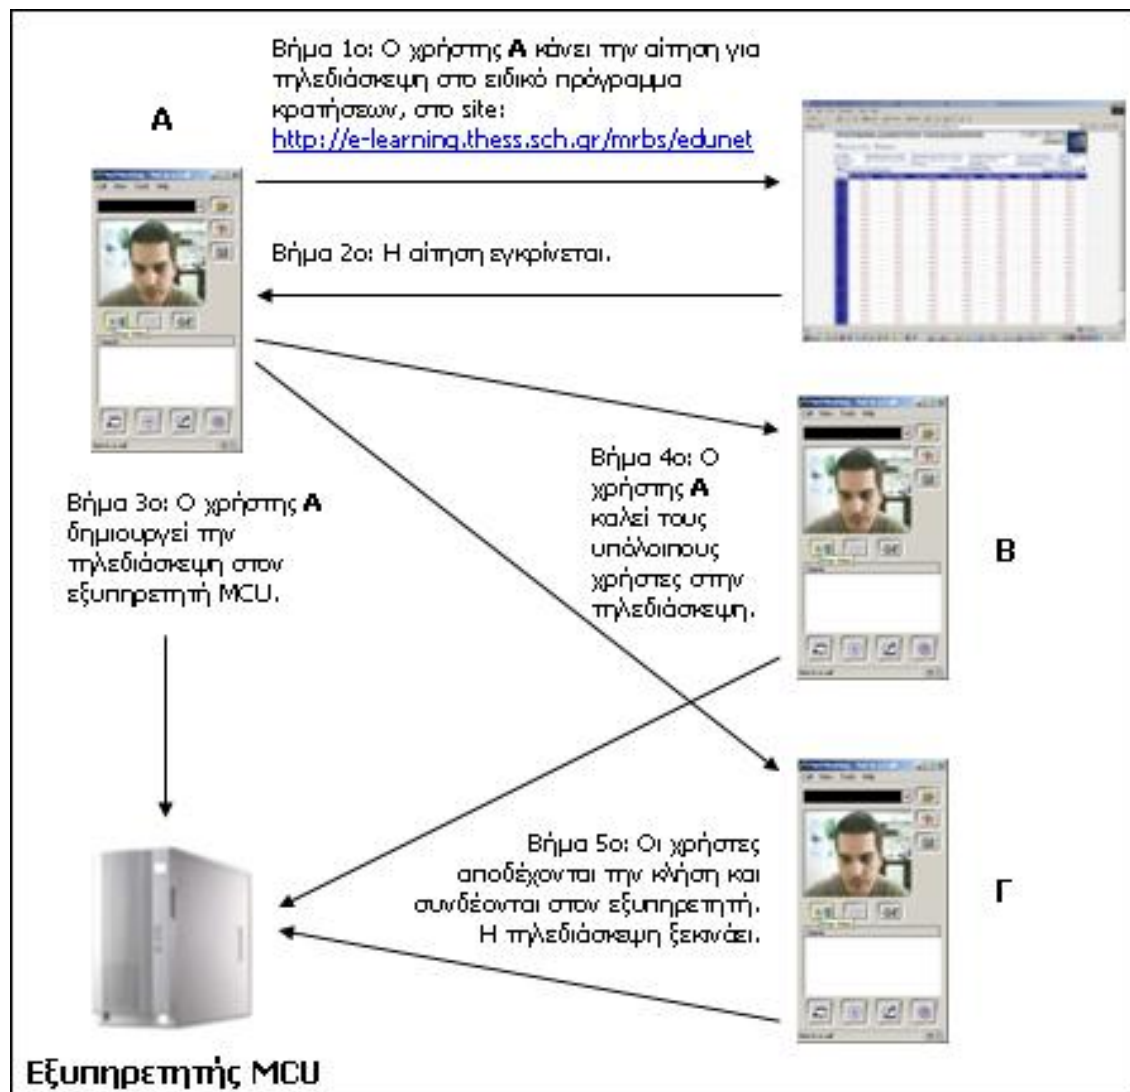 Βήμα 1ο: Ο χρήστης Α κάνει την αίτηση για
τηλεδιάσκεψη στο ειδικό πρόγραμμα
κρατήσεων, στο site:
http://e-learning.thess.sch.gr/mrbs/edunet
Α
Βήμα 2ο: Η αίτηση εγκρίνεται.
Βήμα 3ο: Ο χρήστης Α
δημιουργεί την
τηλεδιάσκεψη στον
εξυπηρετητή MCU.
Βήμα 4ο: Ο
χρήστης Α
καλεί τους
υπόλοιπους
χρήστες στην
τηλεδιάσκεψη.
Β
Βήμα 5ο: Οι χρήστες
αποδέχονται την κλήση και
συνδέονται στον εξυπηρετητή.
Η τηλεδιάσκεψη ξεκινάει.
Γ
Εξυπηρετητής MCU